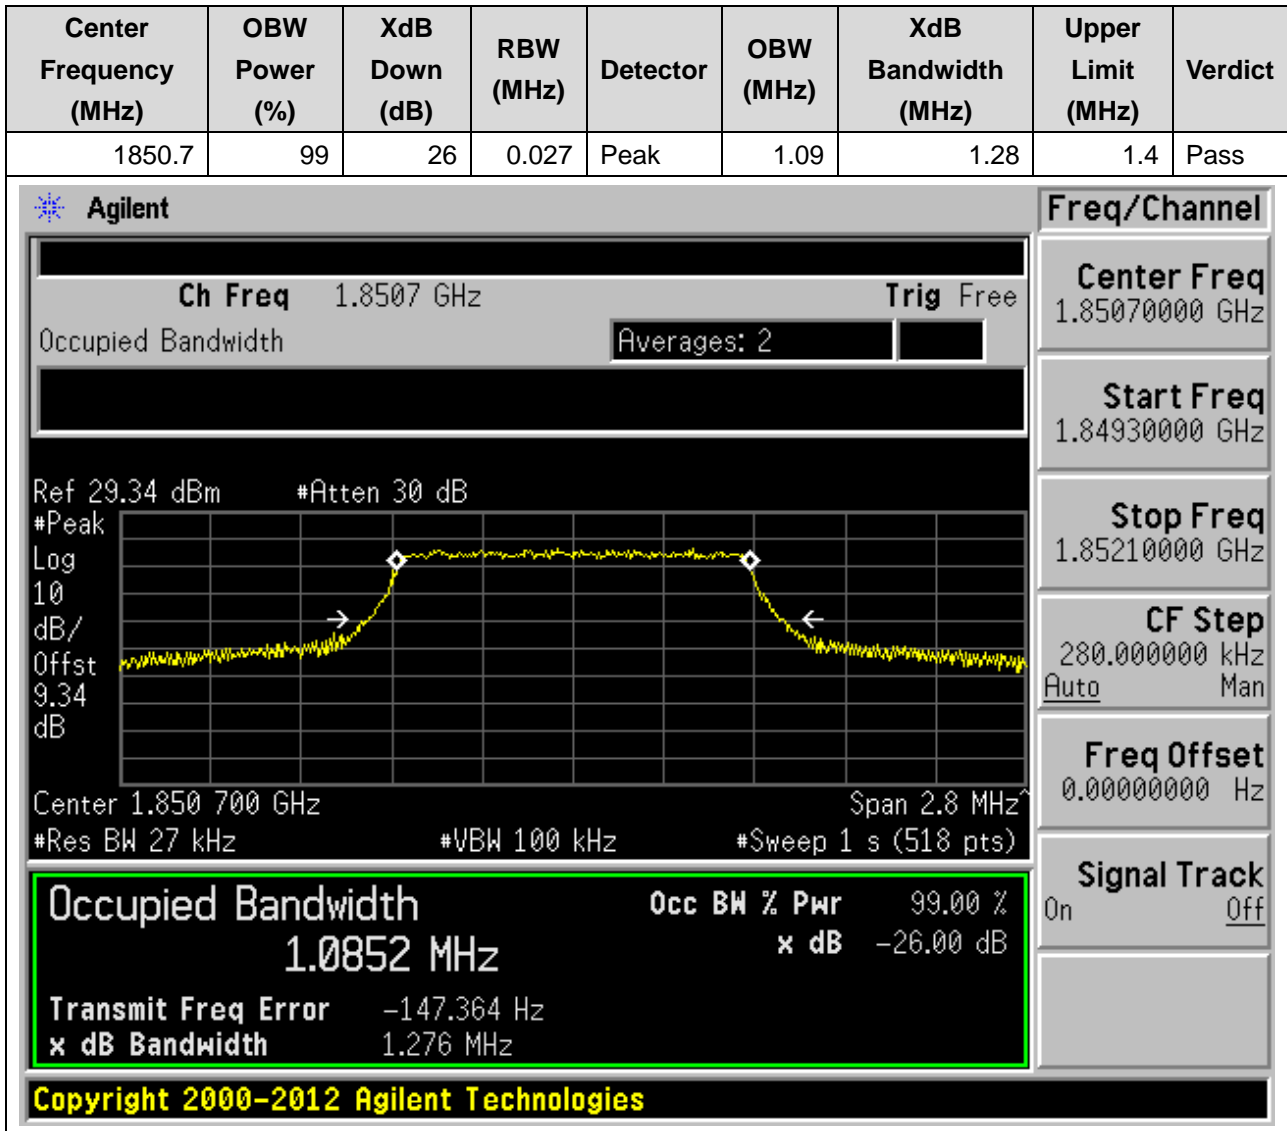 Center Frequency (MHz) OBW Power (%) XdB Down (dB) RBW (MHz) Detector OBW (MHz) XdB Bandwidth (MHz) Upper Limit (MHz) Verdict
1850.7 99 26 0.027 Peak 1.09 1.28 1.4 Pass
Agilent
Freq/Channel
Ch Freq 1.8507 GHz Trig Free
Occupied Bandwidth Averages: 2
Center Freq
1.85070000 GHz
Start Freq
1.84930000 GHz
Stop Freq
1.85210000 GHz
CF Step
280.000000 kHz
Auto Man
Freq Offset
0.00000000 Hz
Signal Track
On Off
Ref 29.34 dBm #Atten 30 dB
#Peak
Log
10
dB/
Offst
9.34
dB
Center 1.850 700 GHz Span 2.8 MHz^
#Res BW 27 kHz #VBW 100 kHz #Sweep 1 s (518 pts)
Occupied Bandwidth Occ BW % Pwr 99.00 %
1.0852 MHz x dB -26.00 dB
Transmit Freq Error -147.364 Hz
x dB Bandwidth 1.276 MHz
Copyright 2000-2012 Agilent Technologies